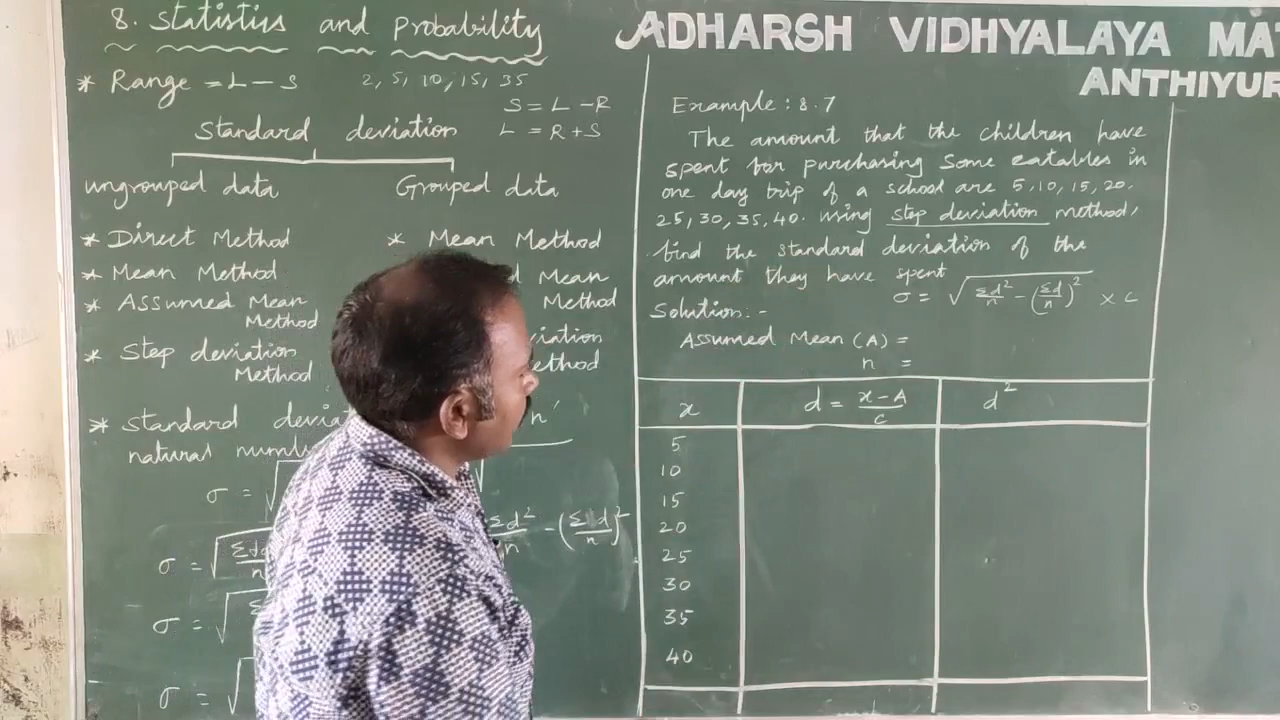 8. Statistics and Probability
* Range = L - S 2, 5, 10, 15, 35
S = L - R
L = R + S
Standard deviation
ungrouped data Grouped data
* Direct Method * Mean Method
* Mean Method Mean
* Assumed Mean Method Method
* Step deviation
Method
* Standard
natural
σ = √
σ = √
σ = √
σ = √
Σd²/n - (Σd/n)²
ADHARSH VIDHYALAYA
ANTHIYUR
Example : 8.7
The amount that the children have
spent for purchasing some eatables in
one day trip of a school are 5, 10, 15, 20.
25, 30, 35, 40. using step deviation method,
find the standard deviation of the
amount they have spent
σ = √(Σd²/n - (Σd/n)²) × c
Solution:-
Assumed Mean (A) =
n =
x d = (x-A)/c d²
5
10
15
20
25
30
35
40